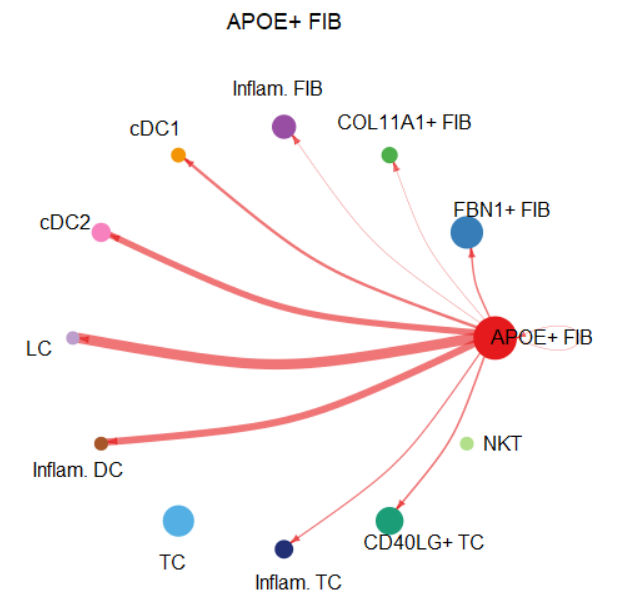 APOE+ FIB
Inflam. FIB
COL11A1+ FIB
cDC1
FBN1+ FIB
cDC2
APOE+ FIB
LC
NKT
Inflam. DC
CD40LG+ TC
TC
Inflam. TC